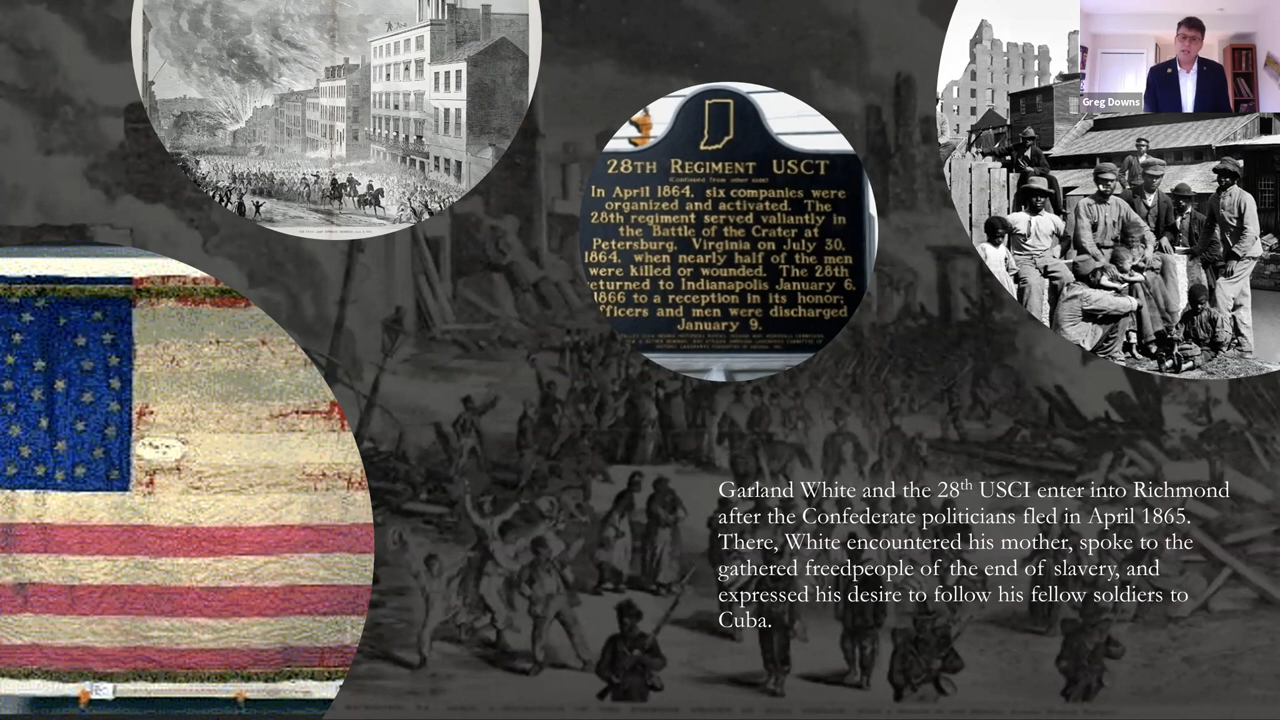 Greg Downs
28TH REGIMENT USCT
(Continued from other side)
In April 1864, six companies were
organized and activated. The
28th regiment served valiantly in
the Battle of the Crater at
Petersburg, Virginia on July 30,
1864, when nearly half of the men
were killed or wounded. The 28th
returned to Indianapolis January 6,
1866 to a reception in its honor;
officers and men were discharged
January 9.
Garland White and the 28th USCI enter into Richmond
after the Confederate politicians fled in April 1865.
There, White encountered his mother, spoke to the
gathered freedpeople of the end of slavery, and
expressed his desire to follow his fellow soldiers to
Cuba.